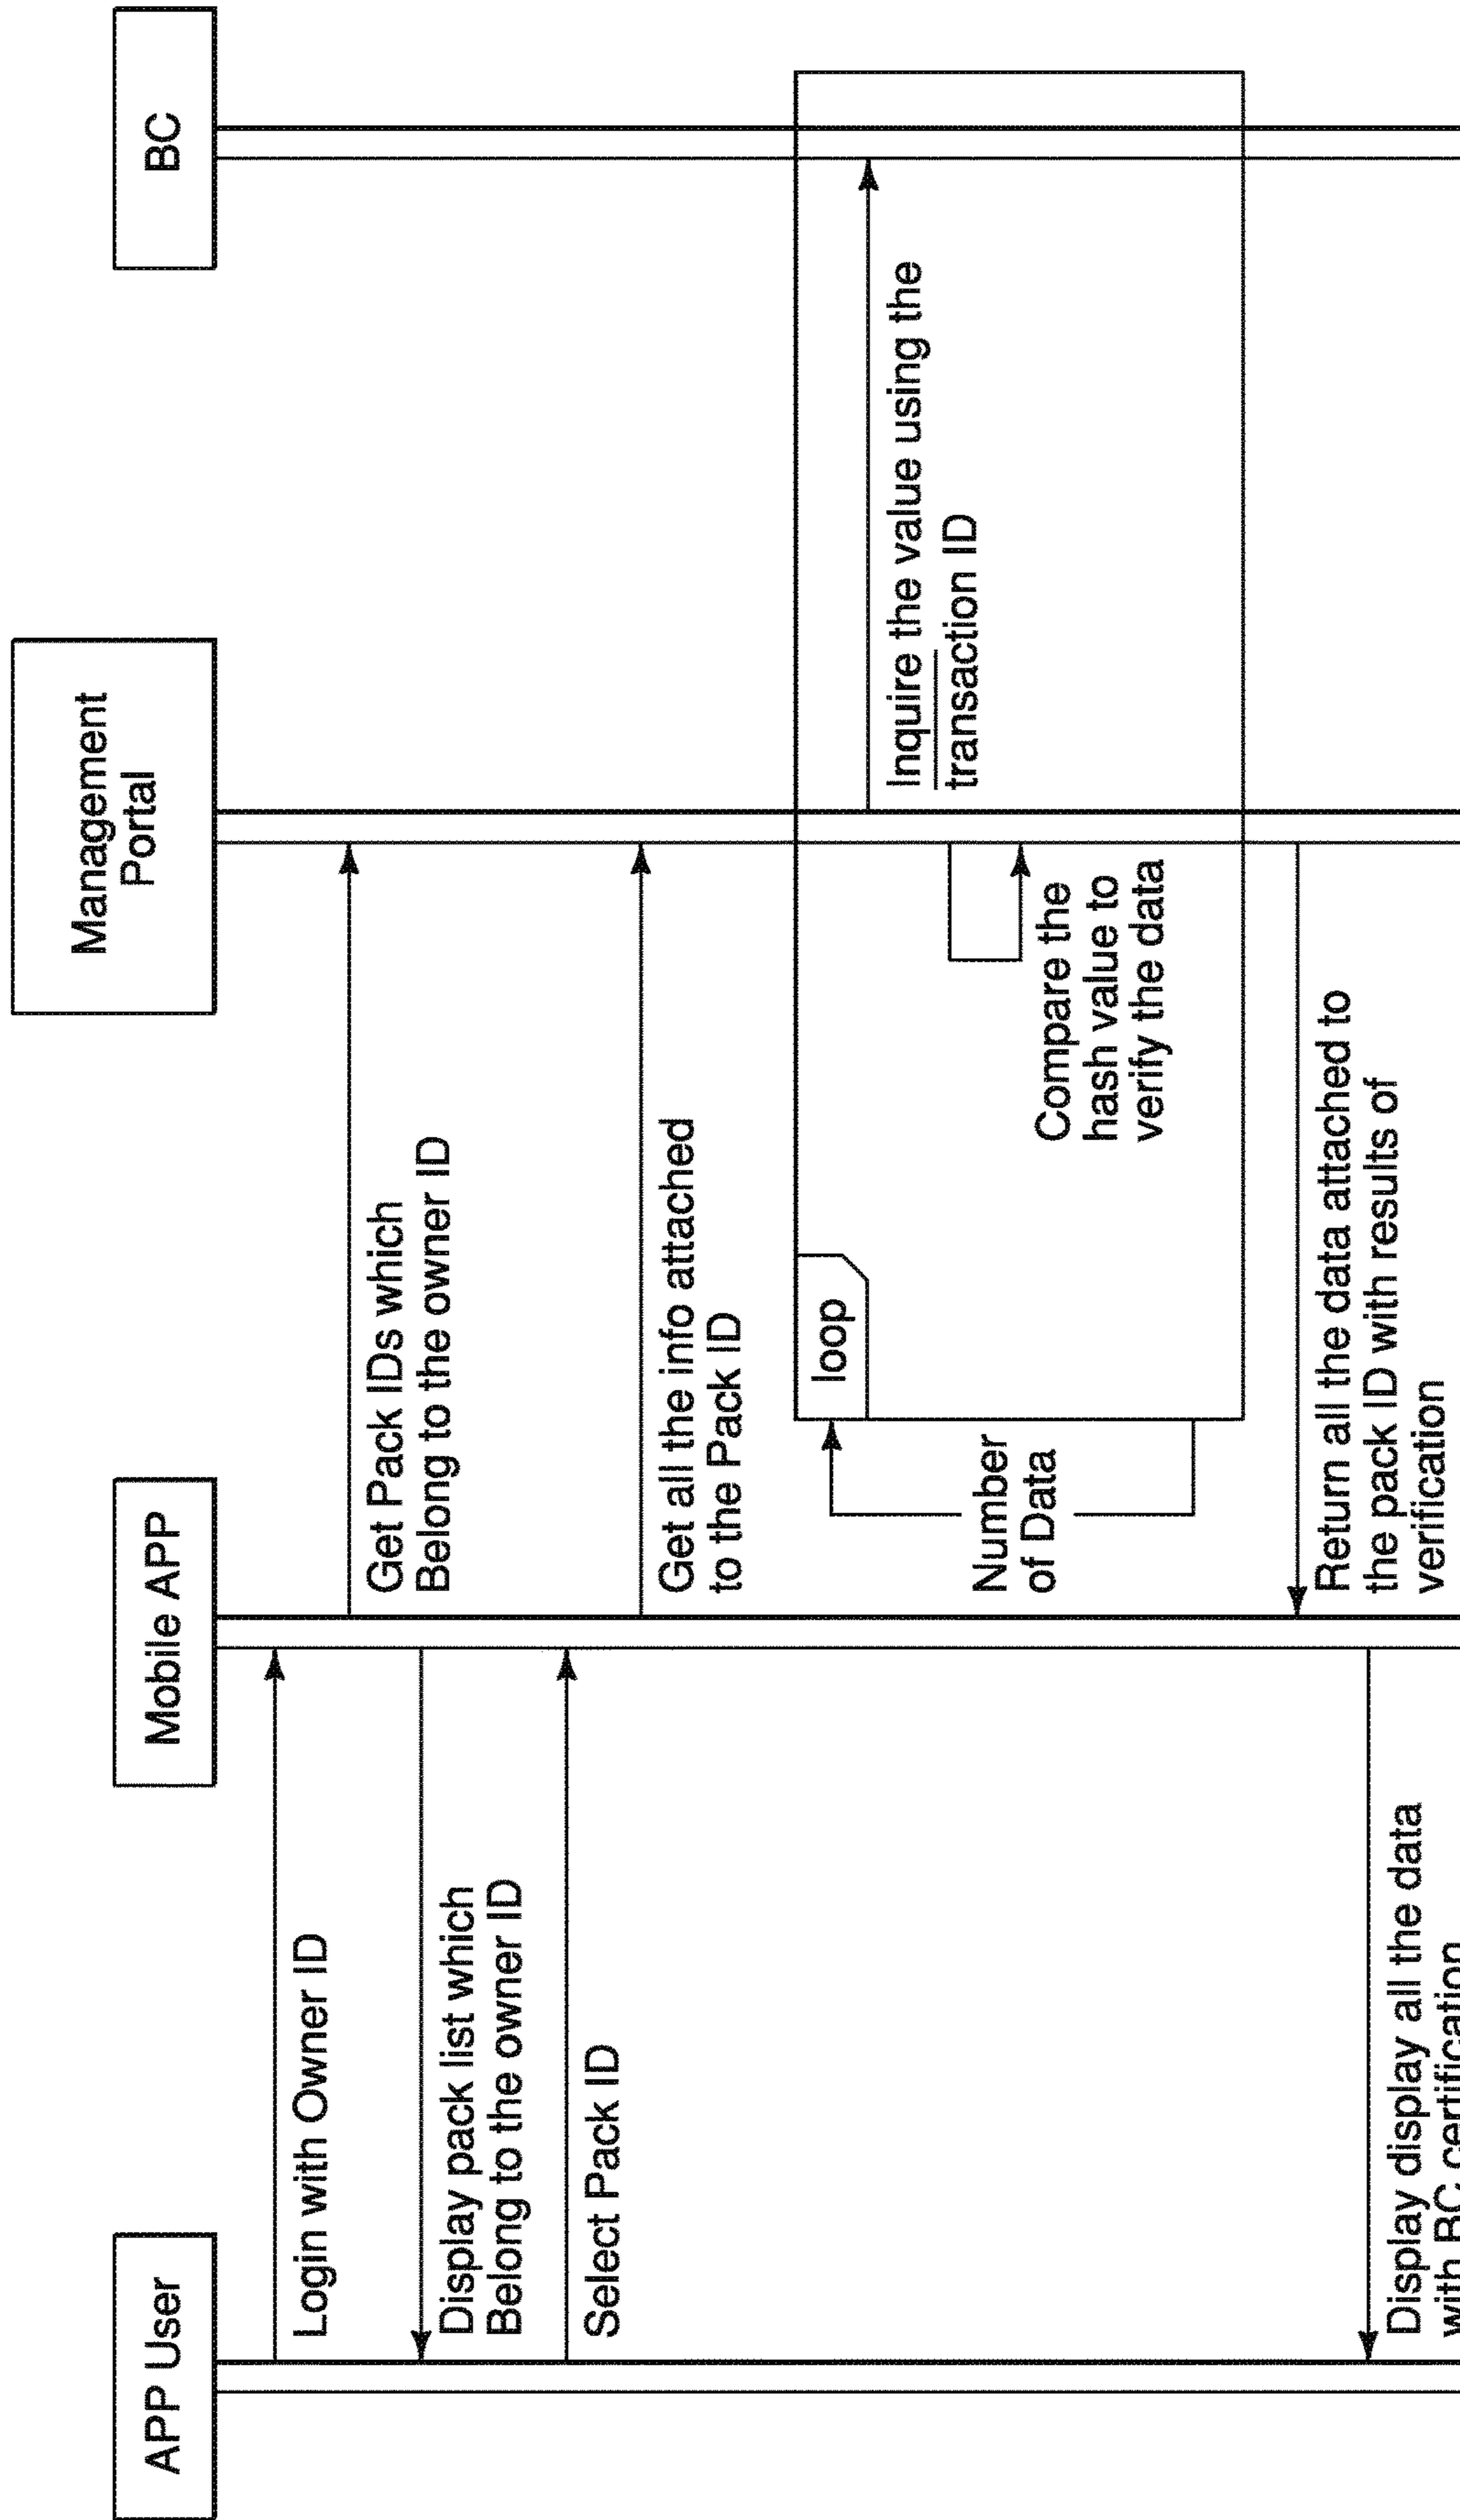 APP User
Mobile APP
Management
Portal
BC
Login with Owner ID
Get Pack IDs which
Belong to the owner ID
Display pack list which
Belong to the owner ID
Select Pack ID
Get all the info attached
to the Pack ID
loop
Number
of Data
Inquire the value using the
transaction ID
Compare the
hash value to
verify the data
Return all the data attached to
the pack ID with results of
verification
Display display all the data
with BC certification